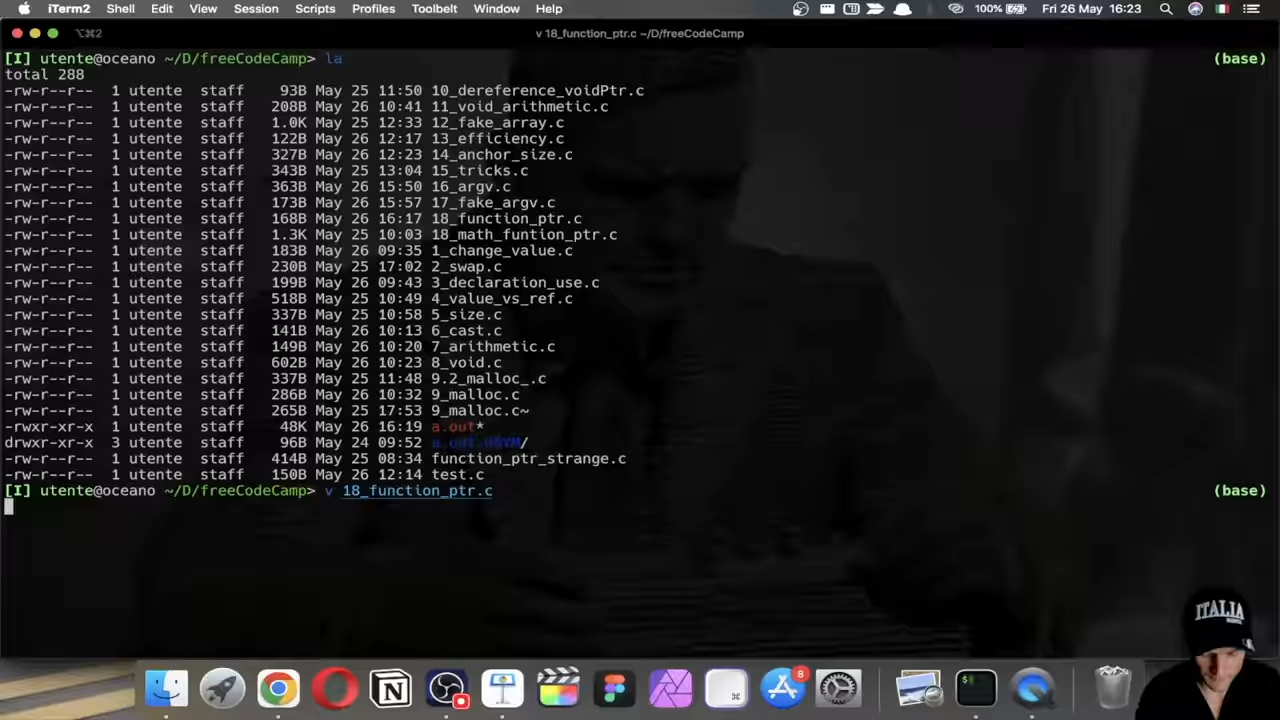 iTerm2 Shell Edit View Session Scripts Profiles Toolbelt Window Help 100% Fri 26 May 16:23
⌥⌘2 v 18_function_ptr.c ~/D/freeCodeCamp
[I] utente@oceano ~/D/freeCodeCamp> la (base)
total 288
-rw-r--r-- 1 utente staff 93B May 25 11:50 10_dereference_voidPtr.c
-rw-r--r-- 1 utente staff 208B May 26 10:41 11_void_arithmetic.c
-rw-r--r-- 1 utente staff 1.0K May 25 12:33 12_fake_array.c
-rw-r--r-- 1 utente staff 122B May 26 12:17 13_efficiency.c
-rw-r--r-- 1 utente staff 327B May 26 12:23 14_anchor_size.c
-rw-r--r-- 1 utente staff 343B May 25 13:04 15_tricks.c
-rw-r--r-- 1 utente staff 363B May 26 15:50 16_argv.c
-rw-r--r-- 1 utente staff 173B May 26 15:57 17_fake_argv.c
-rw-r--r-- 1 utente staff 168B May 26 16:17 18_function_ptr.c
-rw-r--r-- 1 utente staff 1.3K May 25 10:03 18_math_funtion_ptr.c
-rw-r--r-- 1 utente staff 183B May 26 09:35 1_change_value.c
-rw-r--r-- 1 utente staff 230B May 25 17:02 2_swap.c
-rw-r--r-- 1 utente staff 199B May 26 09:43 3_declaration_use.c
-rw-r--r-- 1 utente staff 518B May 25 10:49 4_value_vs_ref.c
-rw-r--r-- 1 utente staff 337B May 25 10:58 5_size.c
-rw-r--r-- 1 utente staff 141B May 26 10:13 6_cast.c
-rw-r--r-- 1 utente staff 149B May 26 10:20 7_arithmetic.c
-rw-r--r-- 1 utente staff 602B May 26 10:23 8_void.c
-rw-r--r-- 1 utente staff 337B May 25 11:48 9.2_malloc_.c
-rw-r--r-- 1 utente staff 286B May 26 10:32 9_malloc.c
-rw-r--r-- 1 utente staff 265B May 25 17:53 9_malloc.c~
-rwxr-xr-x 1 utente staff 48K May 26 16:19 a.out*
drwxr-xr-x 3 utente staff 96B May 24 09:52 a.out.dSYM/
-rw-r--r-- 1 utente staff 414B May 25 08:34 function_ptr_strange.c
-rw-r--r-- 1 utente staff 150B May 26 12:14 test.c
[I] utente@oceano ~/D/freeCodeCamp> v 18_function_ptr.c (base)
ITALIA
8